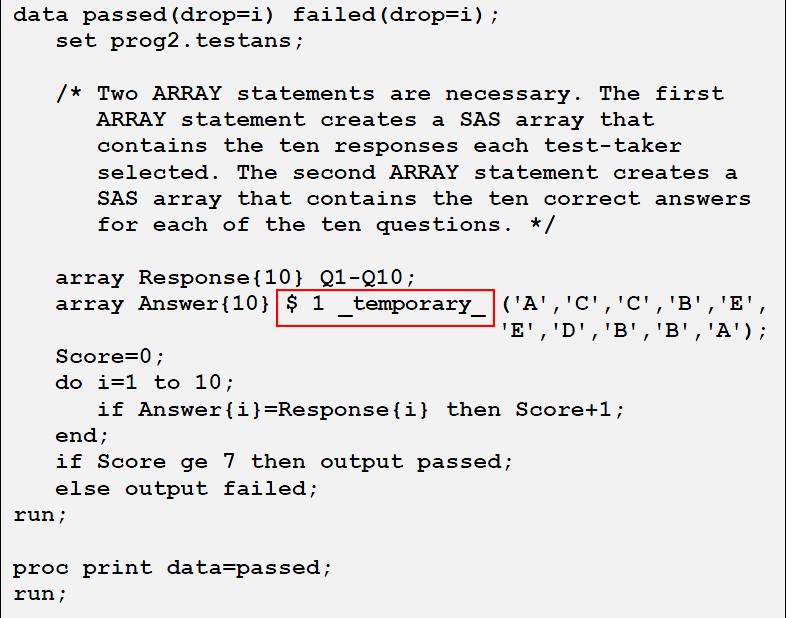 data passed(drop=i) failed(drop=i);
set prog2.testans;
/* Two ARRAY statements are necessary. The first
ARRAY statement creates a SAS array that
contains the ten responses each test-taker
selected. The second ARRAY statement creates a
SAS array that contains the ten correct answers
for each of the ten questions. */
array Response{10} Q1-Q10;
array Answer{10} $ 1 _temporary_ ('A','C','C','B','E',
'E','D','B','B','A');
Score=0;
do i=1 to 10;
if Answer{i}=Response{i} then Score+1;
end;
if Score ge 7 then output passed;
else output failed;
run;
proc print data=passed;
run;